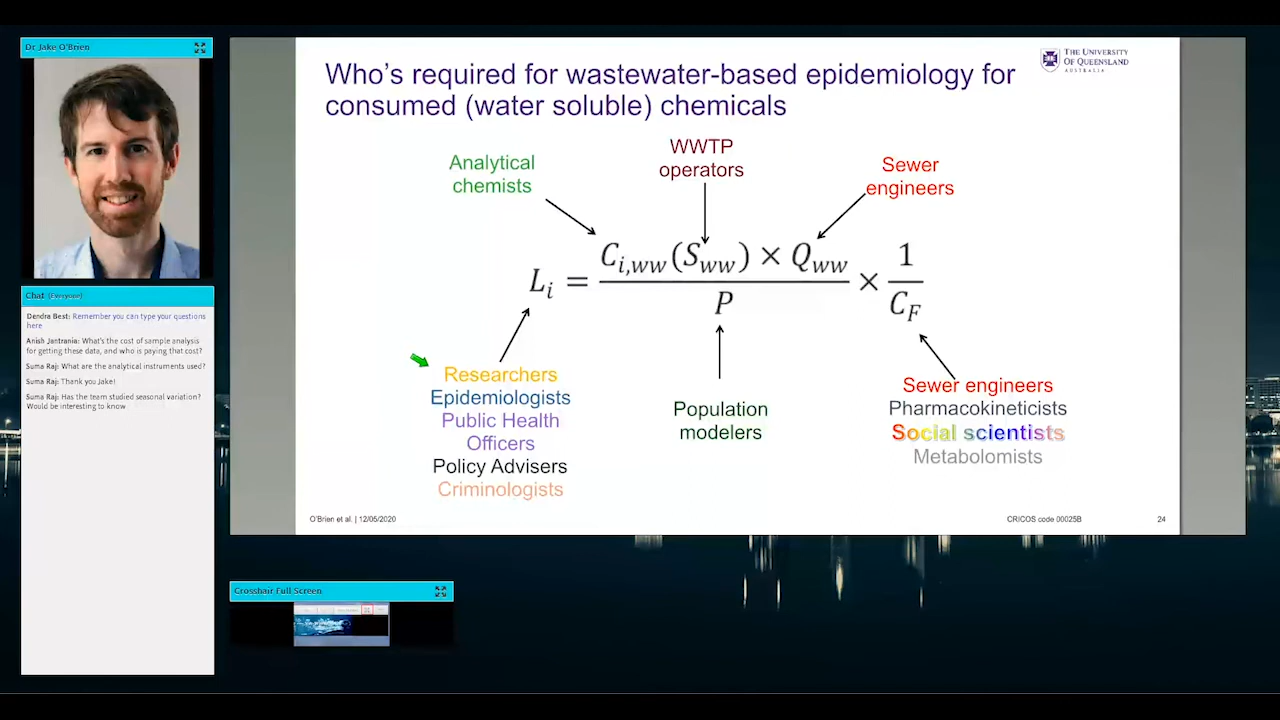 Dr Jake O'Brien
Chat (Everyone)
Dendra Best: Remember you can type your questions
here
Anish Jantrania: What's the cost of sample analysis
for getting these data, and who is paying that cost?
Suma Raj: What are the analytical instruments used?
Suma Raj: Thank you Jake!
Suma Raj: Has the team studied seasonal variation?
Would be interesting to know
THE UNIVERSITY
OF QUEENSLAND
AUSTRALIA
Who's required for wastewater-based epidemiology for
consumed (water soluble) chemicals
Analytical
chemists
WWTP
operators
Sewer
engineers
L_i = C_{i,ww}(S_{ww}) × Q_{ww} / P × 1 / C_F
Researchers
Epidemiologists
Public Health
Officers
Policy Advisers
Criminologists
Population
modelers
Sewer engineers
Pharmacokineticists
Social scientists
Metabolomists
O'Brien et al. | 12/05/2020
CRICOS code 00025B
24
Crosshair Full Screen